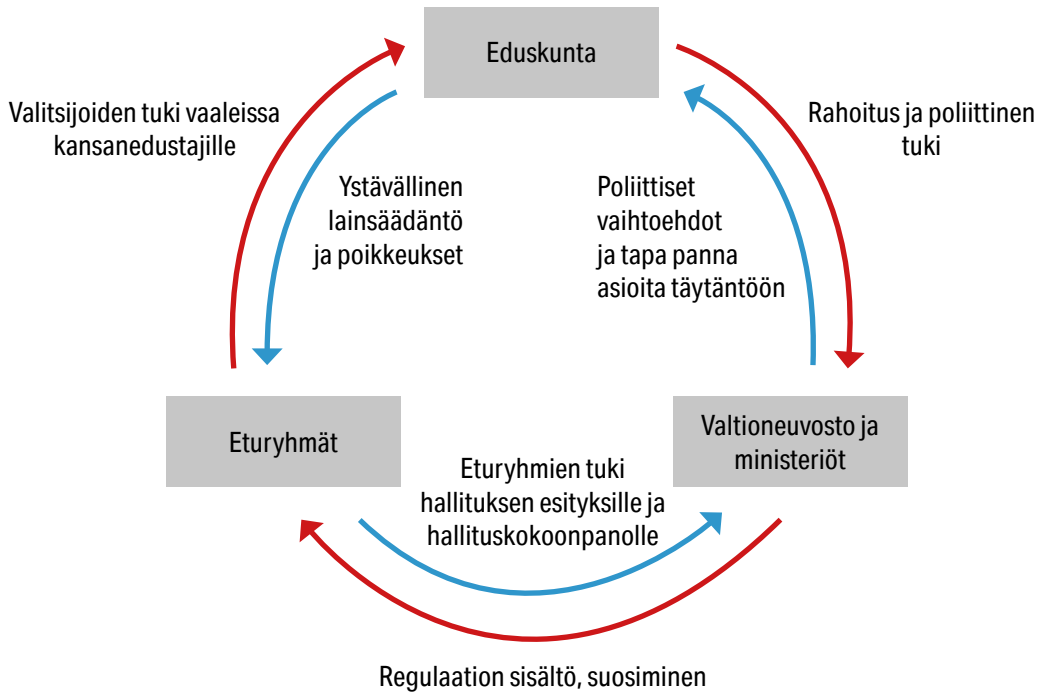 Eduskunta
Valitsijoiden tuki vaaleissa
kansanedustajille
Rahoitus ja poliittinen
tuki
Ystävällinen
lainsäädäntö
ja poikkeukset
Poliittiset
vaihtoehdot
ja tapa panna
asioita täytäntöön
Eturyhmät
Valtioneuvosto ja
ministeriöt
Eturyhmien tuki
hallituksen esityksille ja
hallituskokoonpanolle
Regulaation sisältö, suosiminen